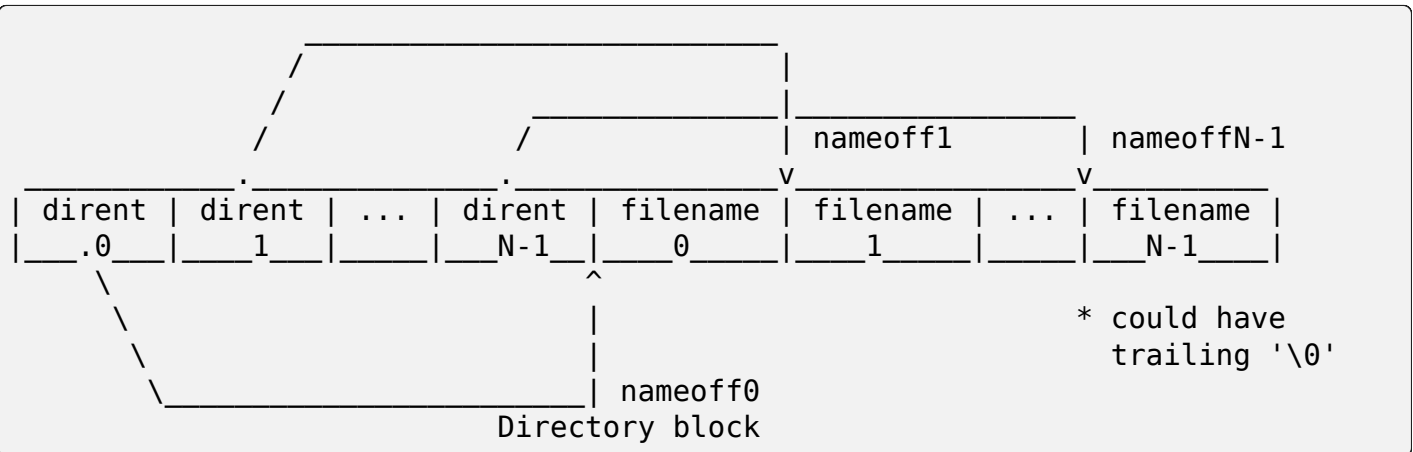 nameoff1 nameoffN-1
dirent dirent ... dirent filename filename ... filename
.0 1 N-1 0 1 N-1
* could have
trailing '\0'
nameoff0
Directory block